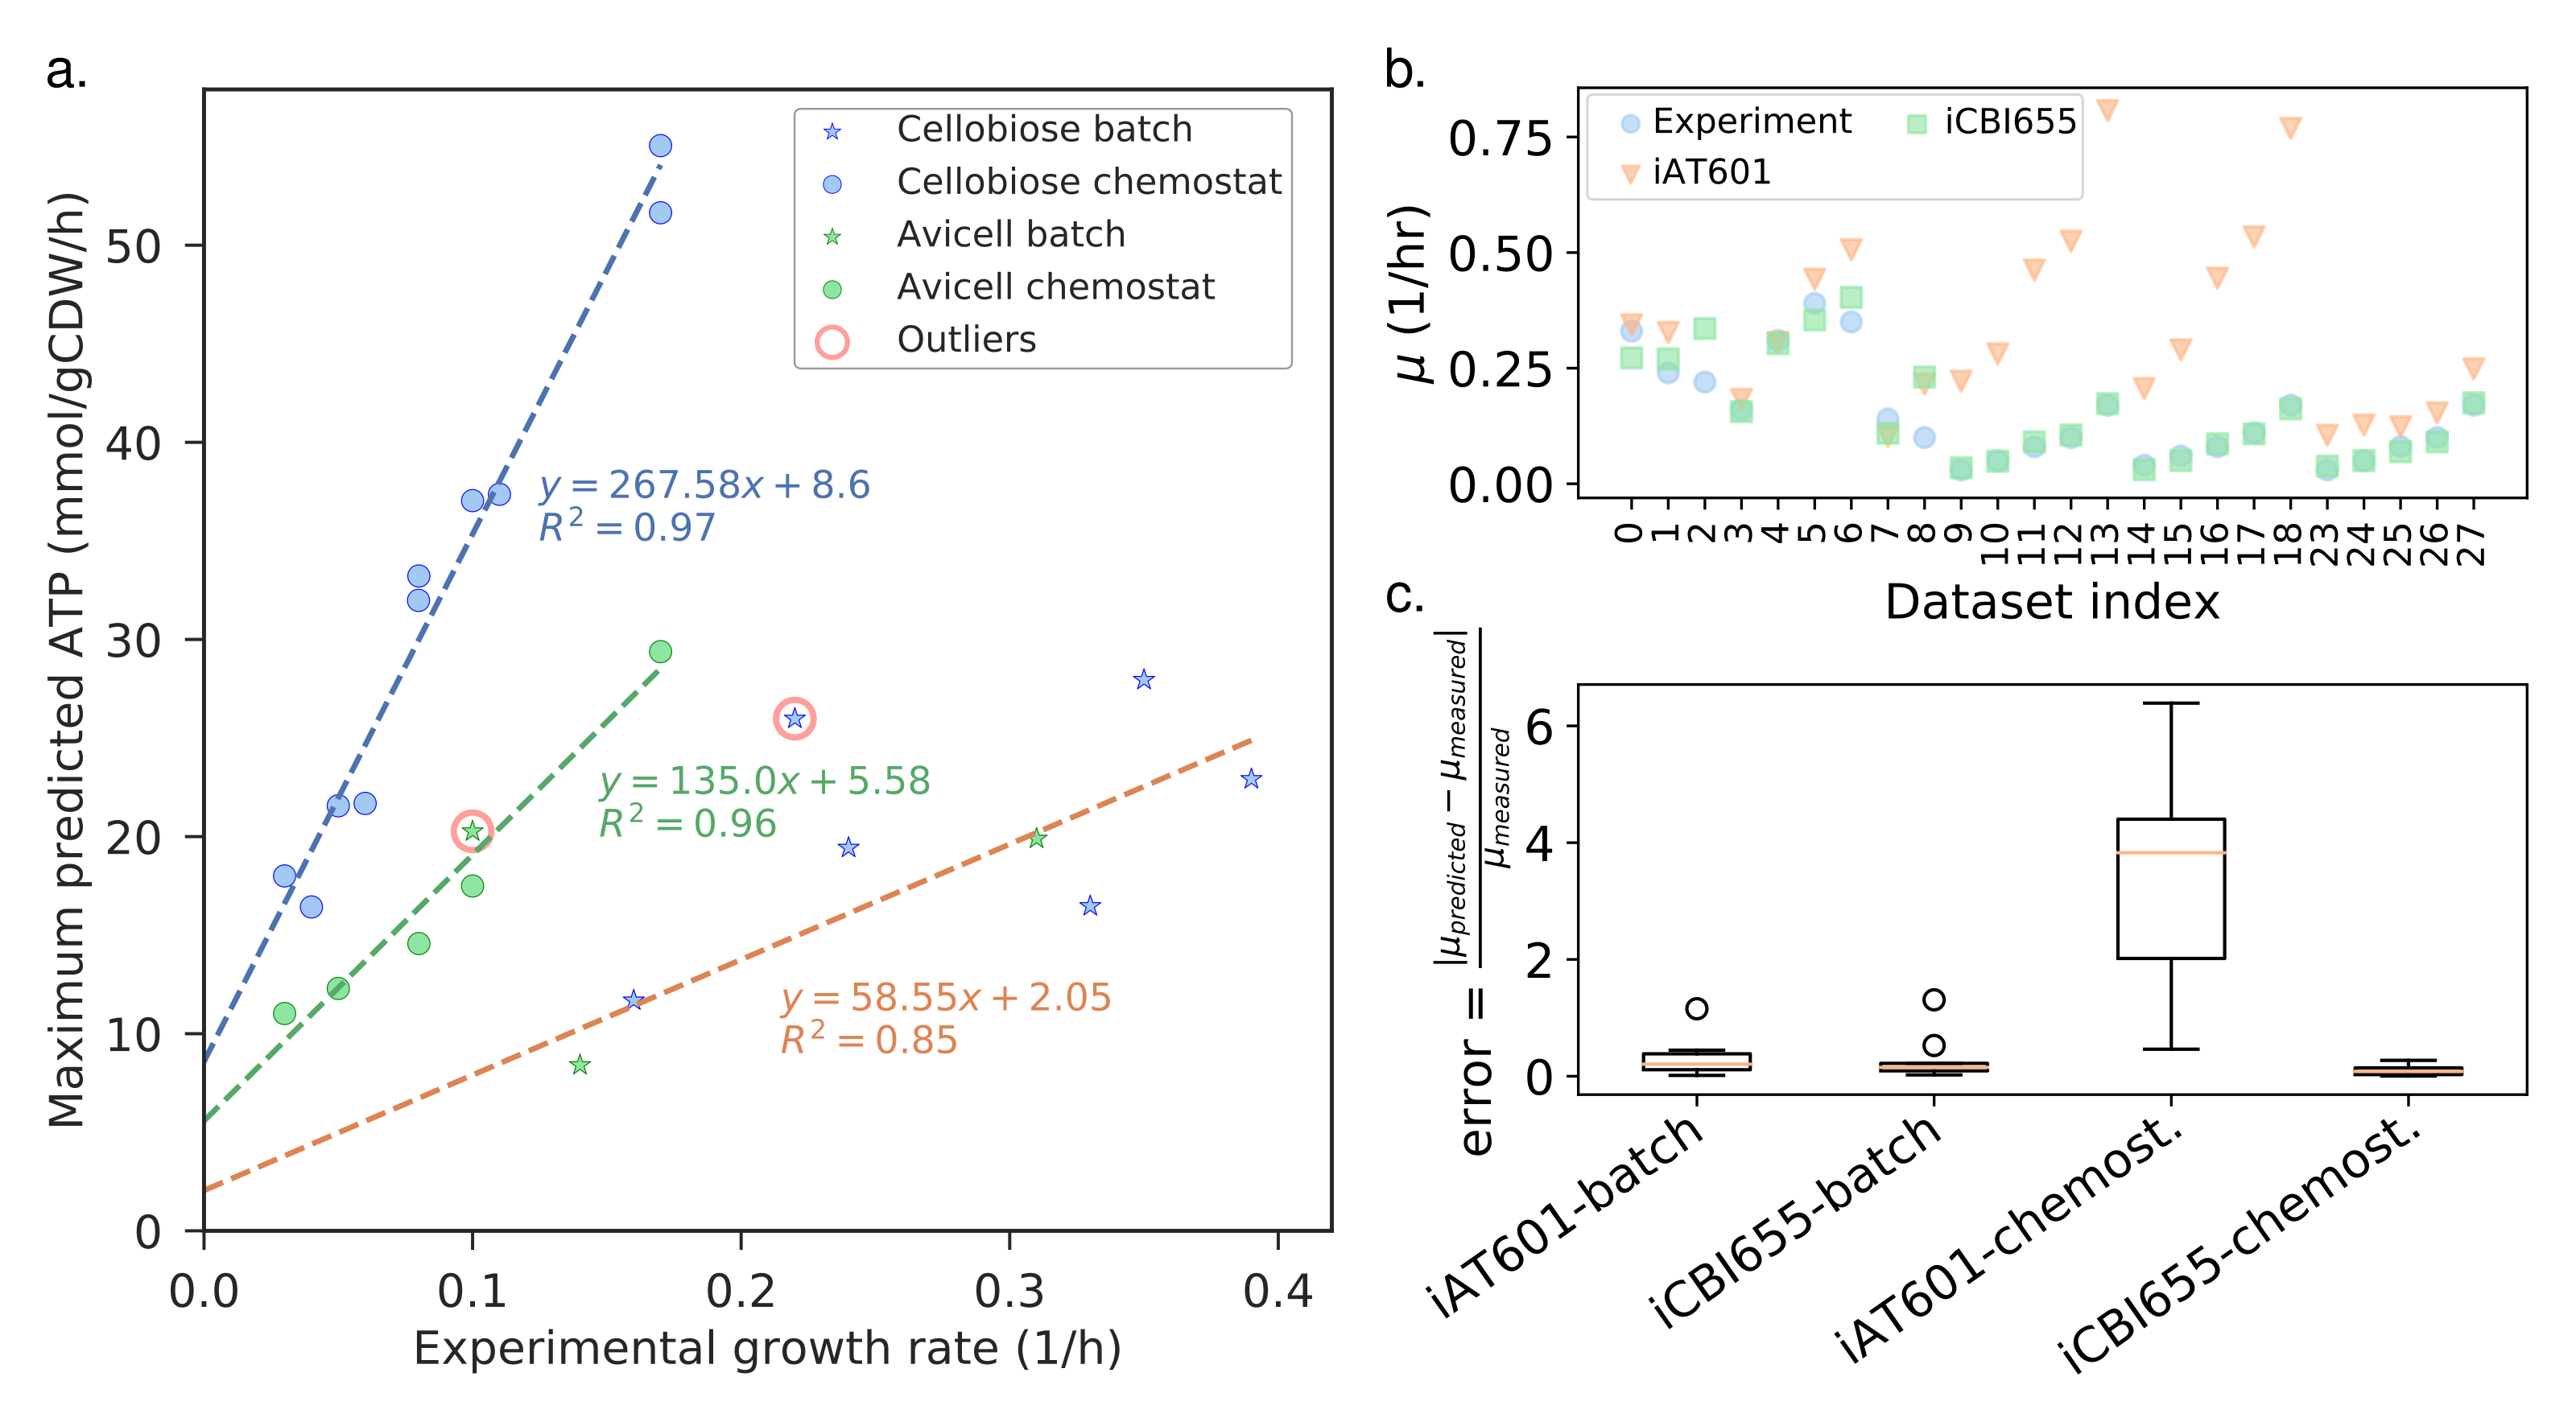 a.
Maximum predicted ATP (mmol/gCDW/h)
50
40
30
20
10
0
0.0 0.1 0.2 0.3 0.4
Experimental growth rate (1/h)
Cellobiose batch
Cellobiose chemostat
Avicell batch
Avicell chemostat
Outliers
y = 267.58x + 8.6
R² = 0.97
y = 135.0x + 5.58
R² = 0.96
y = 58.55x + 2.05
R² = 0.85
b.
Experiment iCBI655
iAT601
μ (1/hr)
0.75
0.50
0.25
0.00
0 1 2 3 4 5 6 7 8 9 10 11 12 13 14 15 16 17 18 23 24 25 26 27
Dataset index
c.
error = |μpredicted − μmeasured| / μmeasured
6
4
2
0
iAT601-batch
iCBI655-batch
iAT601-chemost.
iCBI655-chemost.